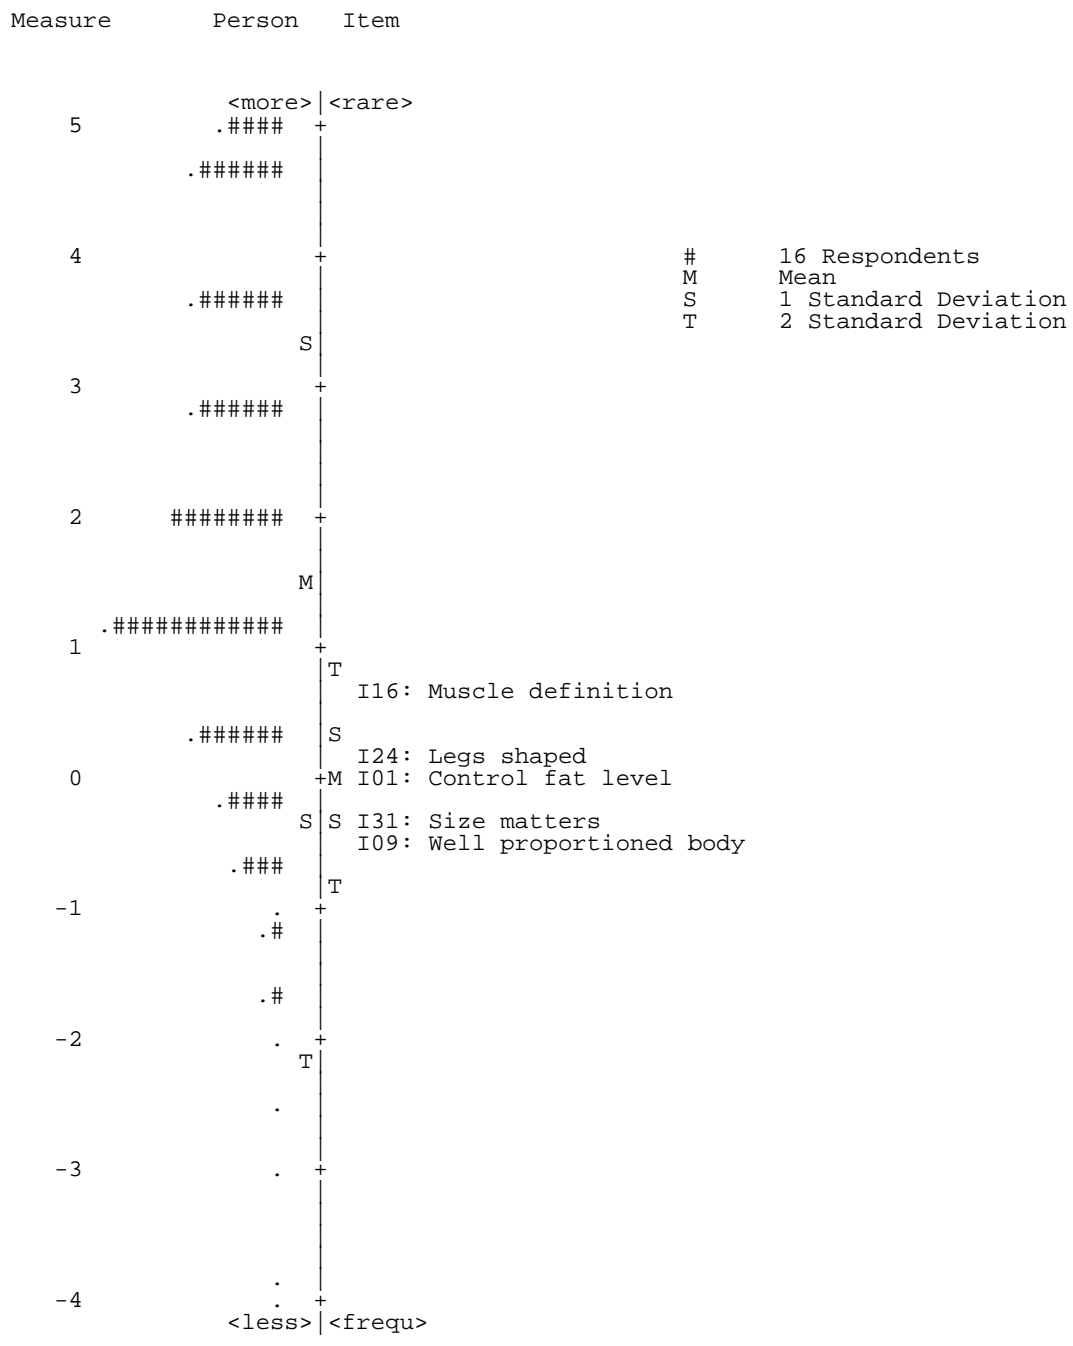 Measure Person Item
<more>|<rare>
5 .#### +
.###### |
4 + # 16 Respondents
M Mean
.###### | S 1 Standard Deviation
T 2 Standard Deviation
S|
3 +
.###### |
2 ######## +
M|
.############ |
1 +
|T
I16: Muscle definition
.###### |S
I24: Legs shaped
0 +M I01: Control fat level
.#### |
S|S I31: Size matters
I09: Well proportioned body
.### |
|T
-1 . +
.# |
.# |
-2 . +
T|
. |
-3 . +
. |
-4 . +
<less>|<frequ>